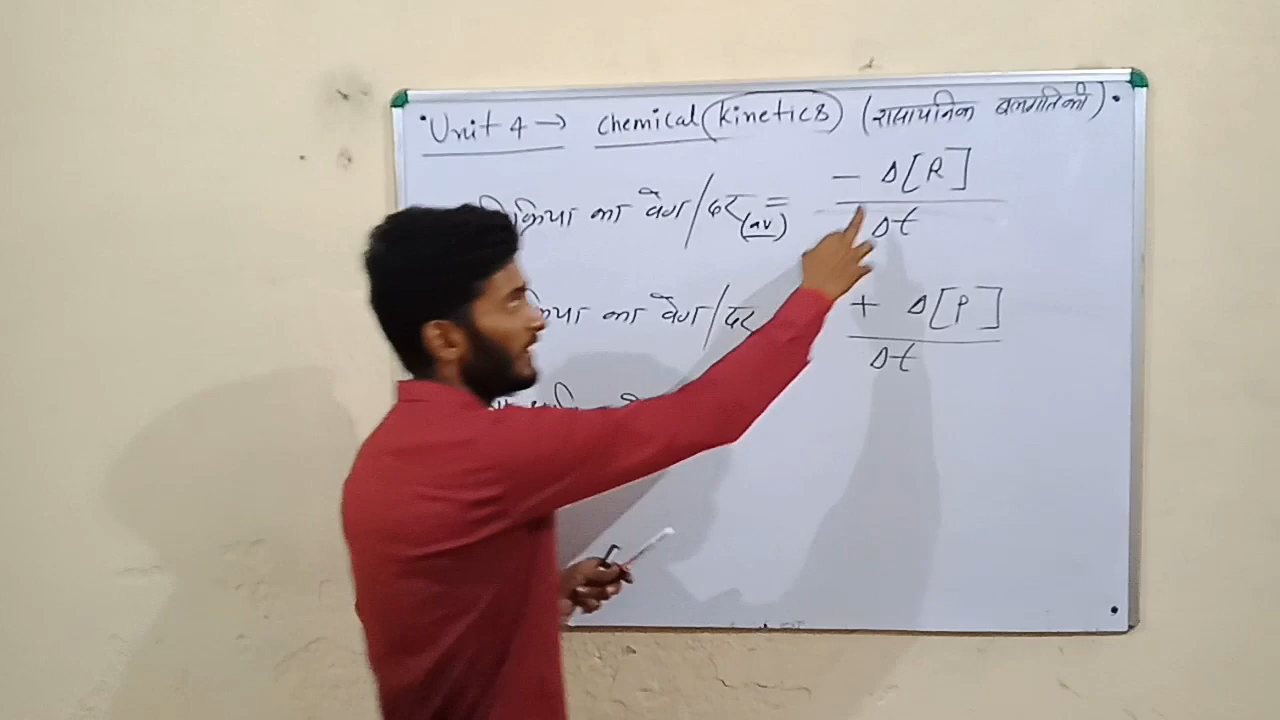 Unit 4 → Chemical Kinetics (रासायनिक बलगतिकी)
क्रिया का वेग/दर (av) = - Δ[R] / Δt
का वेग/दर + Δ[P] / Δt